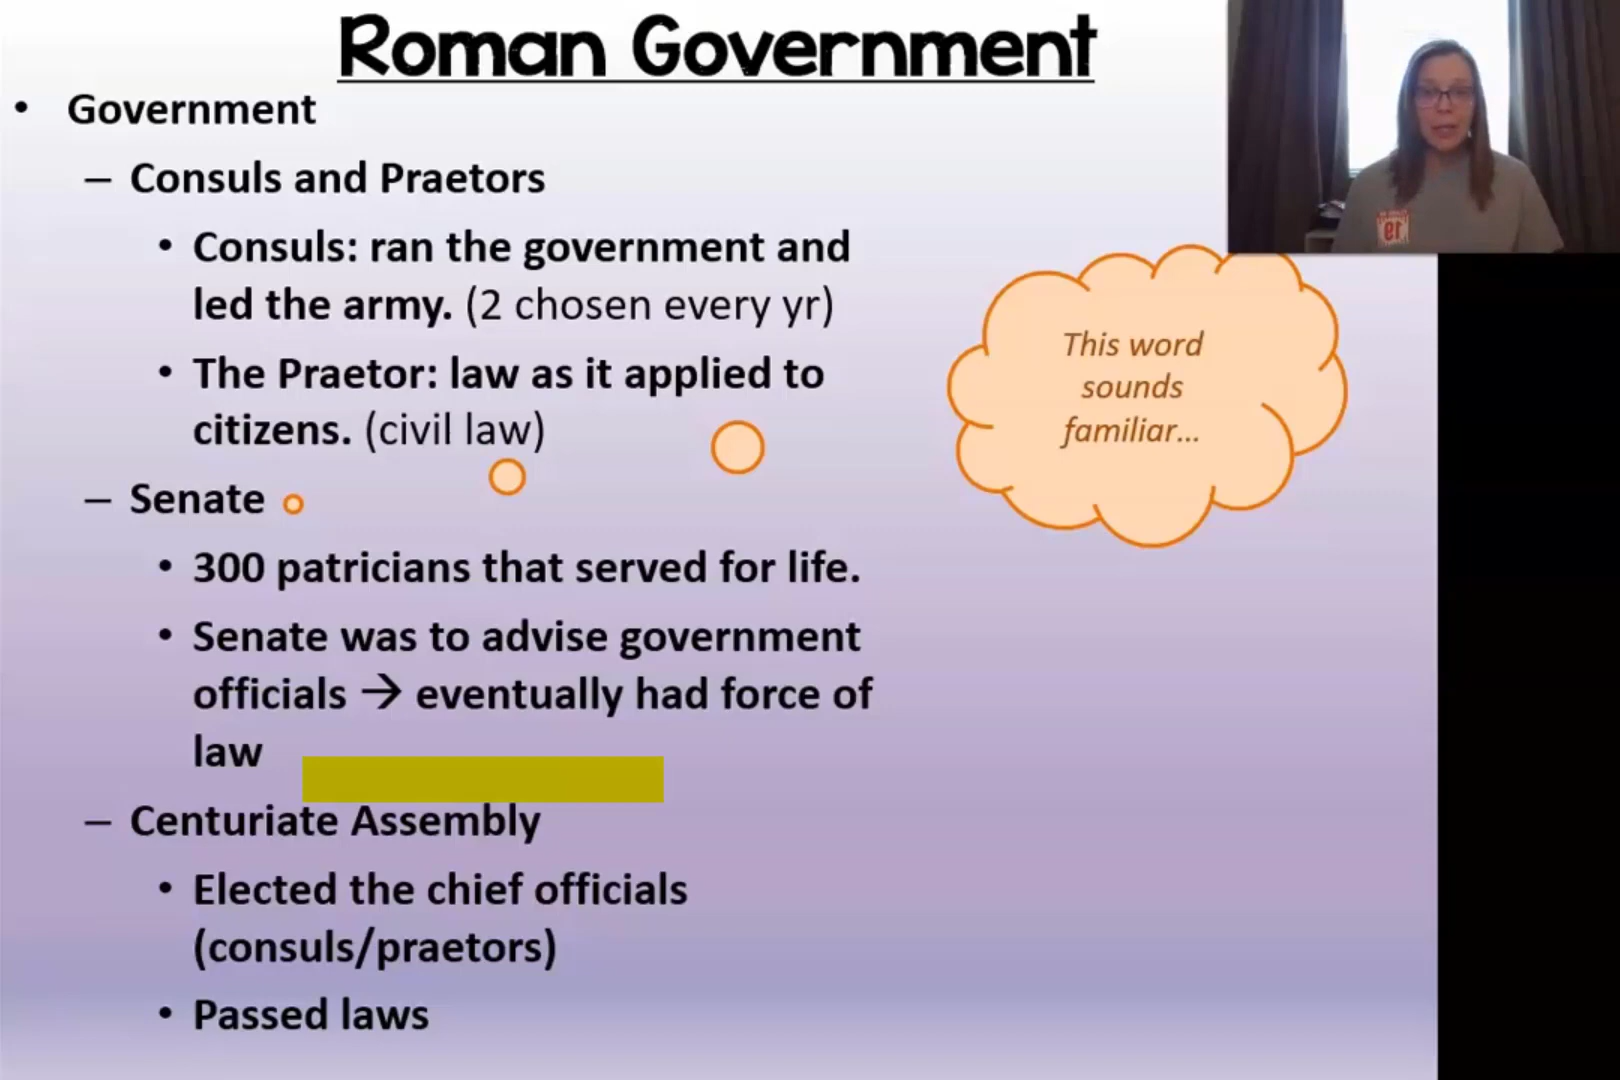 Roman Government
• Government
– Consuls and Praetors
• Consuls: ran the government and
led the army. (2 chosen every yr)
• The Praetor: law as it applied to
citizens. (civil law)
– Senate
• 300 patricians that served for life.
• Senate was to advise government
officials → eventually had force of
law
– Centuriate Assembly
• Elected the chief officials
(consuls/praetors)
• Passed laws
This word
sounds
familiar...